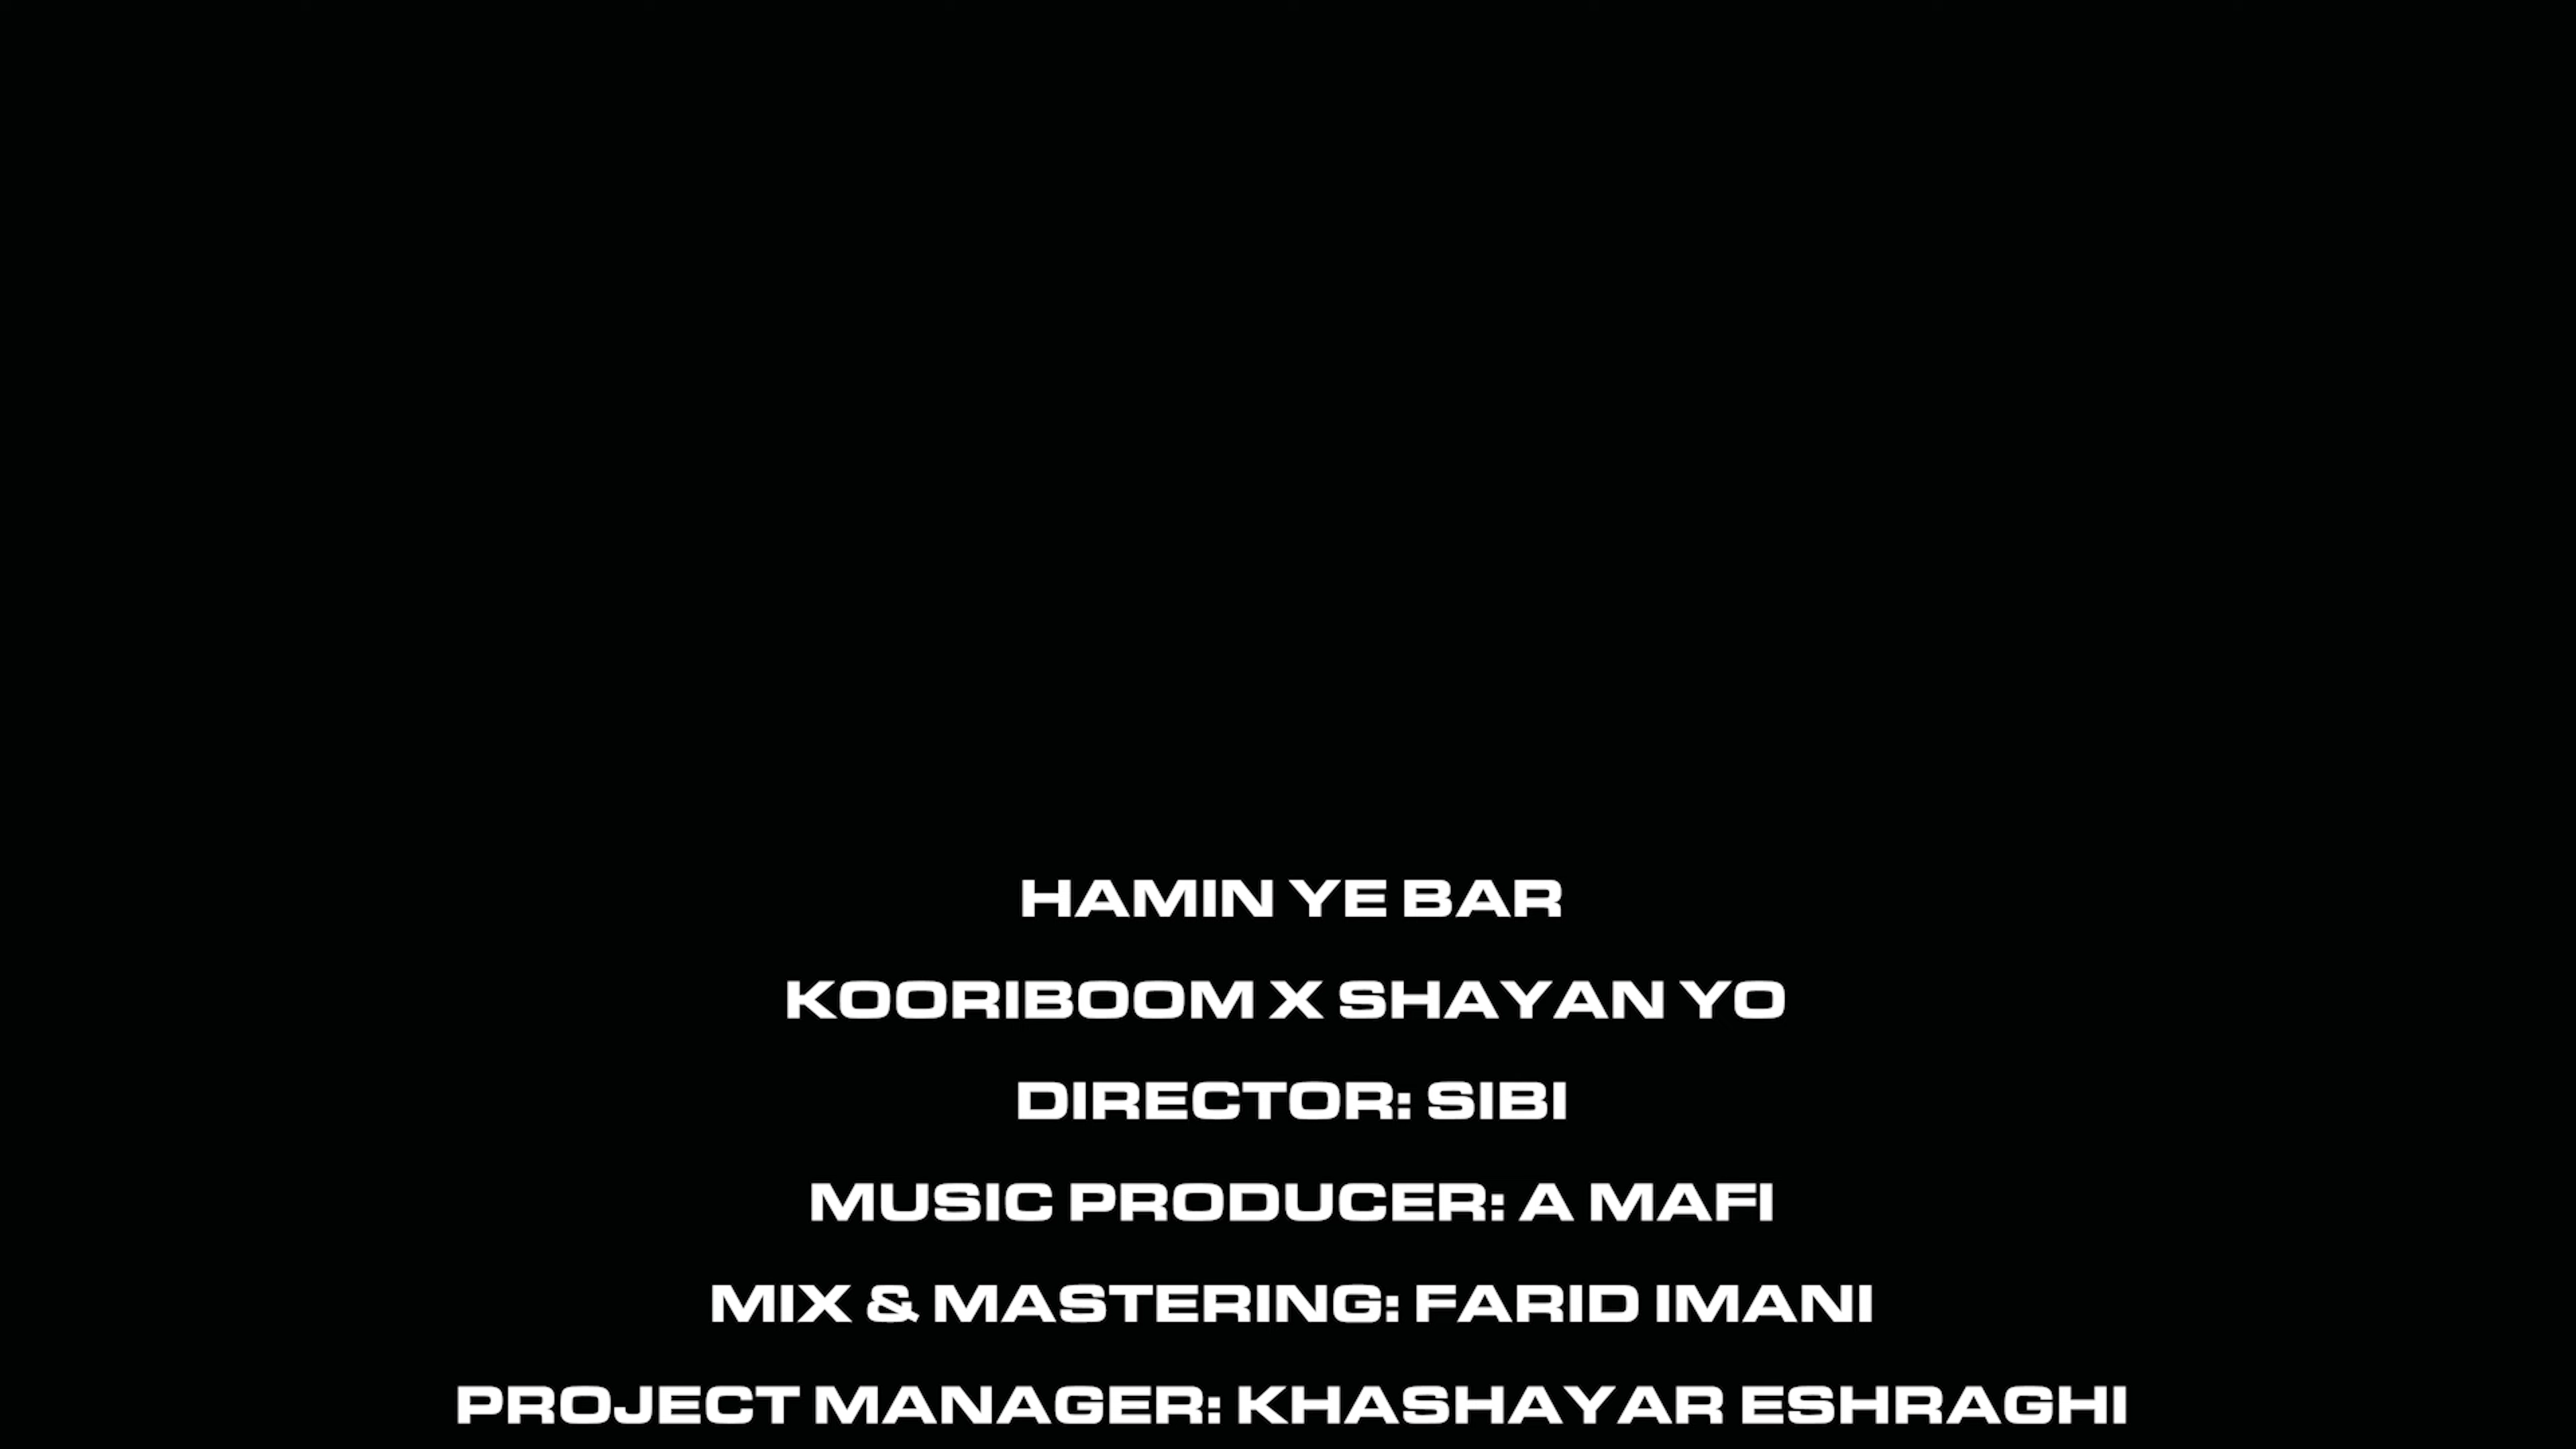 HAMIN YE BAR
KOORIBOOM X SHAYAN YO
DIRECTOR: SIBI
MUSIC PRODUCER: A MAFI
MIX & MASTERING: FARID IMANI
PROJECT MANAGER: KHASHAYAR ESHRAGHI